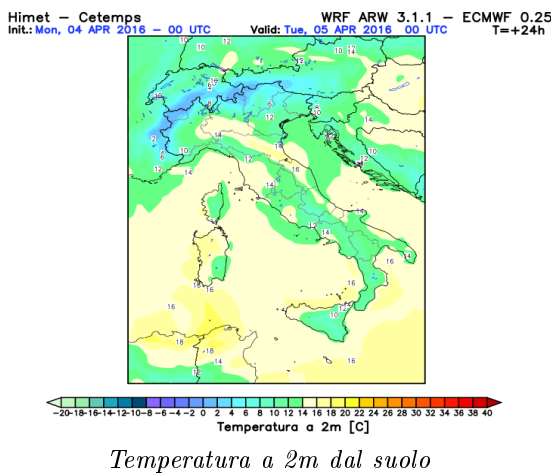 Himet – Cetemps WRF ARW 3.1.1 – ECMWF 0.25
Init.: Mon, 04 APR 2016 – 00 UTC Valid: Tue, 05 APR 2016 00 UTC T=+24h
-20 -18 -16 -14 -12 -10 -8 -6 -4 -2 0 2 4 6 8 10 12 14 16 18 20 22 24 26 28 30 32 34 36 38 40
Temperatura a 2m [C]
Temperatura a 2m dal suolo